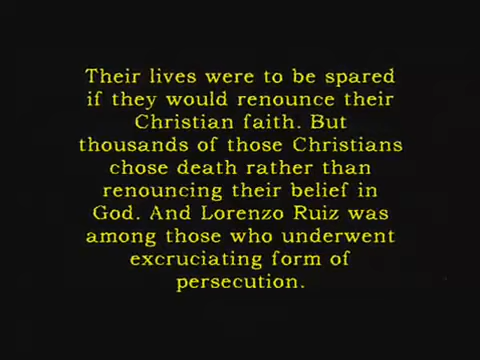 Their lives were to be spared
if they would renounce their
Christian faith. But
thousands of those Christians
chose death rather than
renouncing their belief in
God. And Lorenzo Ruiz was
among those who underwent
excruciating form of
persecution.